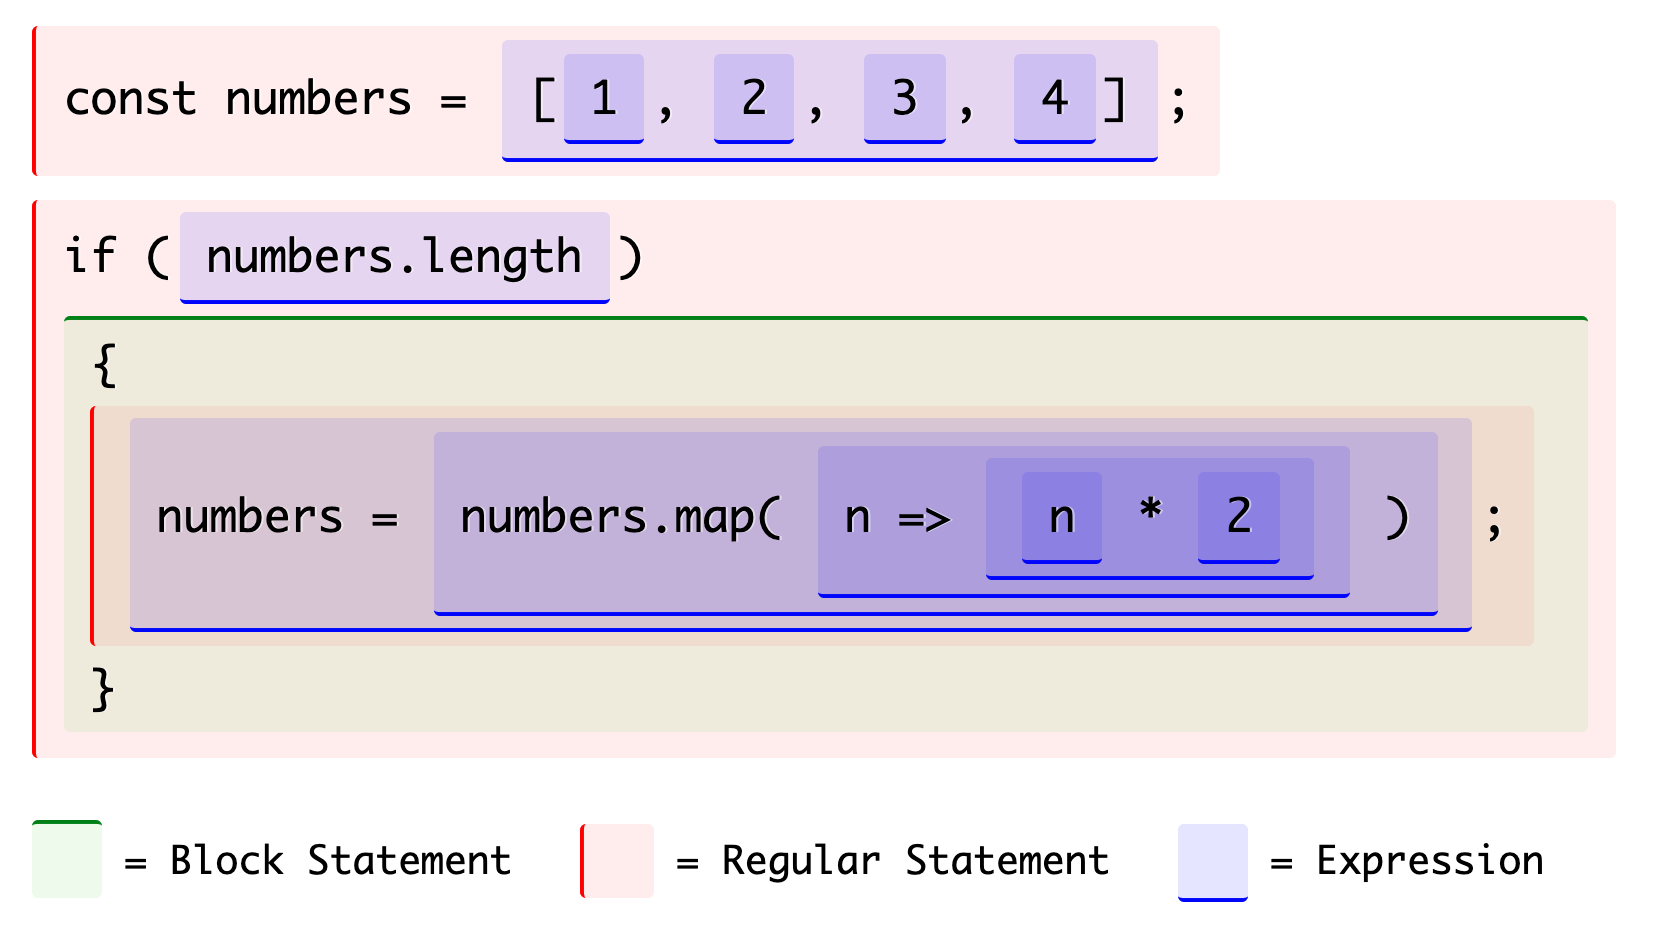 const numbers = [1, 2, 3, 4];
if (numbers.length)
{
numbers = numbers.map( n => n * 2 );
}
= Block Statement = Regular Statement = Expression